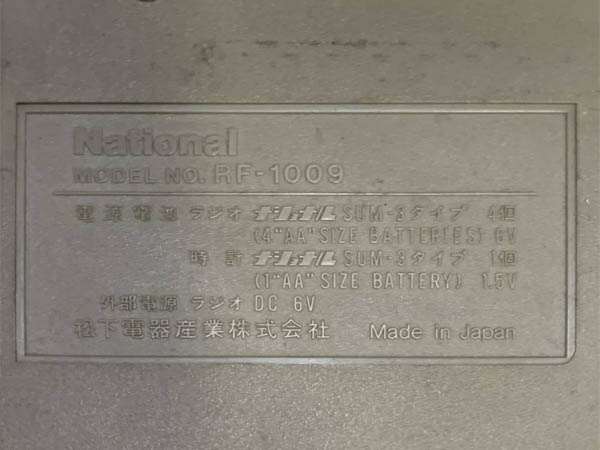 National
MODEL NO. RF-1009
電源電池 ラジオ ナショナル SUM-3タイプ 4個
(4"AA"SIZE BATTERIES) 6V
時計 ナショナル SUM-3タイプ 1個
(1"AA"SIZE BATTERY) 1.5V
外部電源 ラジオ DC 6V
松下電器産業株式会社 Made in Japan